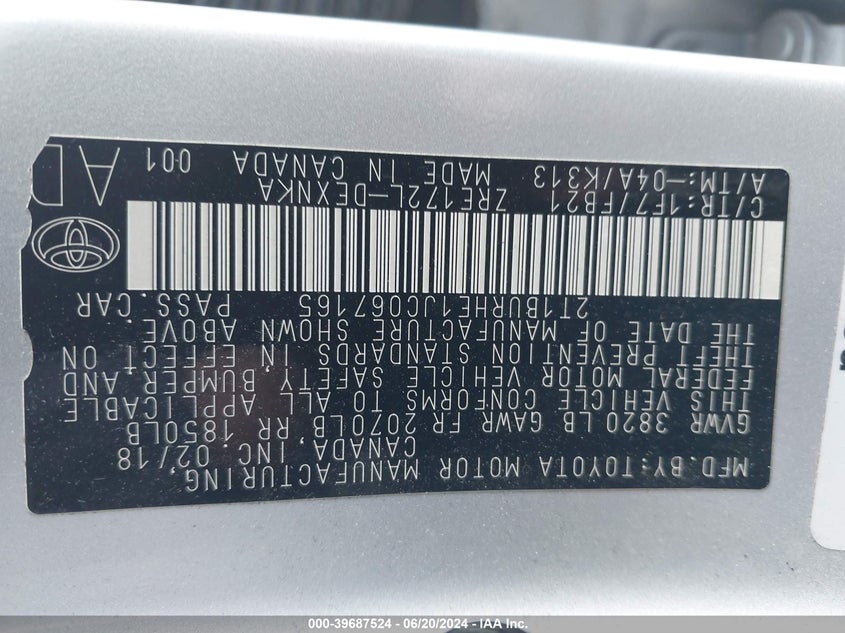 MFD. BY: TOYOTA MOTOR MANUFACTURING
CANADA, INC. 02/18
GVWR 3820 LB GAWR FR 2070LB RR 1850LB
THIS VEHICLE CONFORMS TO ALL APPLICABLE
FEDERAL MOTOR VEHICLE SAFETY, BUMPER AND
THEFT PREVENTION STANDARDS IN EFFECT ON
THE DATE OF MANUFACTURE SHOWN ABOVE
2T1BURHE1JC067165 PASS. CAR
C/TR:1F7/FB21 ZRE172L-DEXNKA
A/TM:-04A/K313 MADE IN CANADA 001
AD
000-39687524 - 06/20/2024 - IAA Inc.